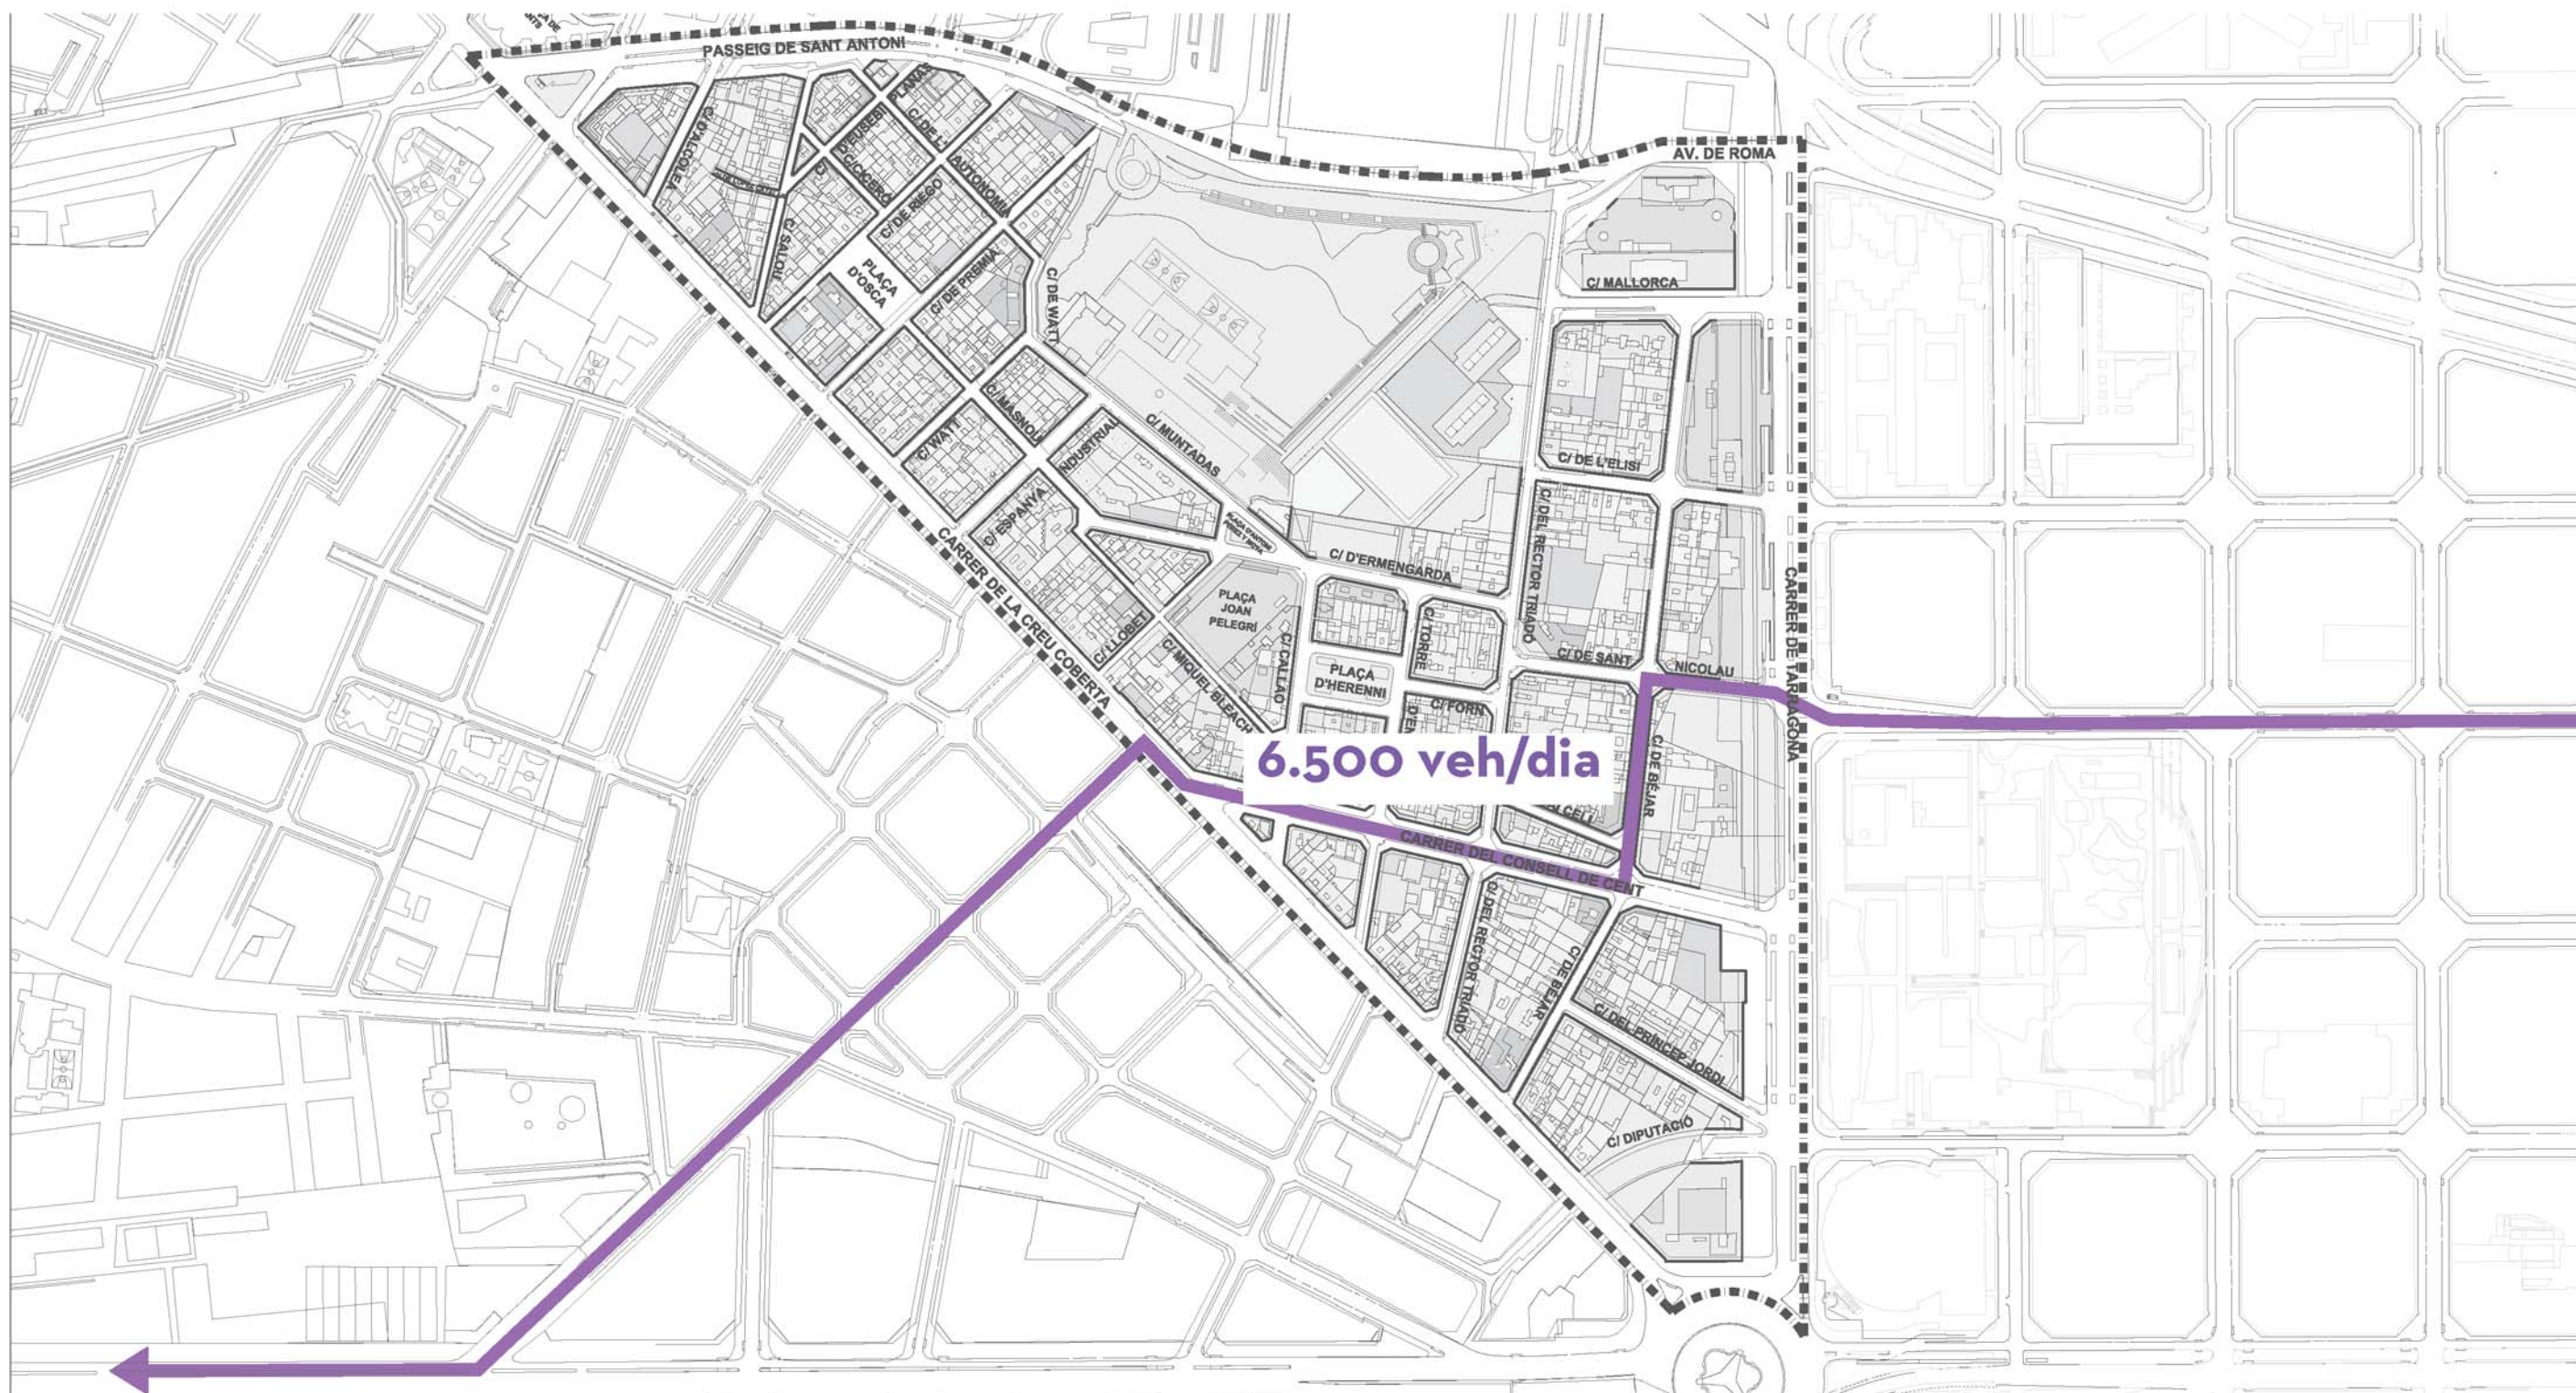 PASSEIG DE SANT ANTONI
AV. DE ROMA
PLANAS
C/ D'ALCOLEA
D'EUSEBI
C/ DE L'
AUTONOMIA
C/
CICICERÓ
C/ DE RIEGO
C/ SALOU
PLAÇA
D'OSCA
C/ DE PREMIÀ
C/ DE WATT
C/ MALLORCA
C/ MASNOU
C/ WATT
INDUSTRIAL
C/ MUNTADAS
C/ DE L'ELISI
C/ ESPANYA
C/ D'ERMENGARDA
C/ DEL RECTOR TRIADÓ
CARRER DE LA CREU COBERTA
CARRER DE TARRAGONA
PLAÇA
JOAN
PELEGRÍ
C/ LLOBET
C/ MIQUEL BLEACH
C/ CALLAO
C/ TORRE
C/ DE SANT
NICOLAU
PLAÇA
D'HERENNI
C/ FORN
6.500 veh/dia
C/ DE BÉJAR
CARRER DEL CONSELL DE CENT
C/ DEL RECTOR TRIADÓ
C/ DE BÉJAR
C/ DEL PRÍNCEP JORDI
C/ DIPUTACIÓ